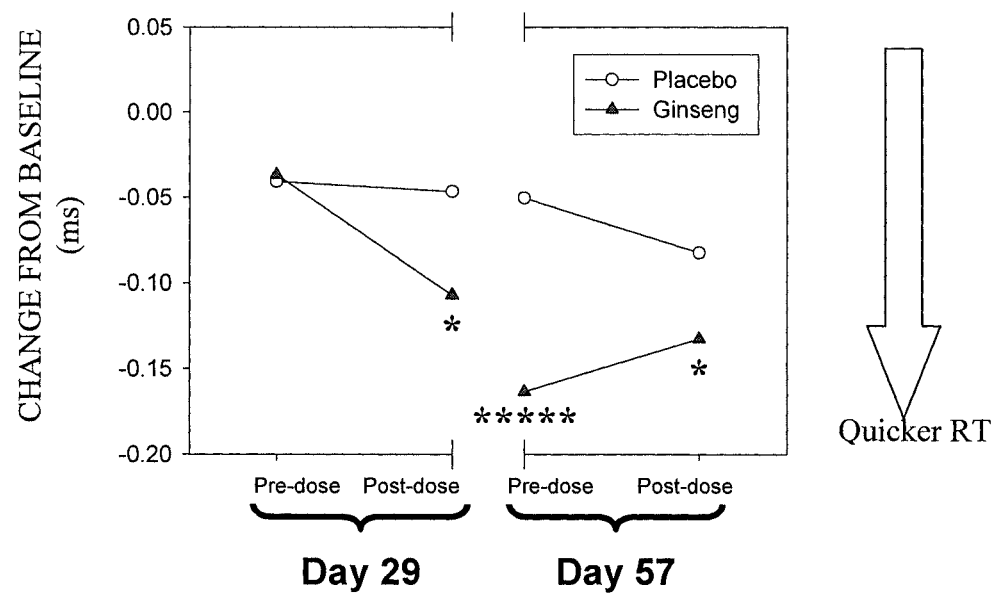 CHANGE FROM BASELINE
(ms)
0.05
0.00
-0.05
-0.10
-0.15
-0.20
Placebo
Ginseng
*
*****
*
Pre-dose Post-dose Pre-dose Post-dose
Day 29 Day 57
Quicker RT